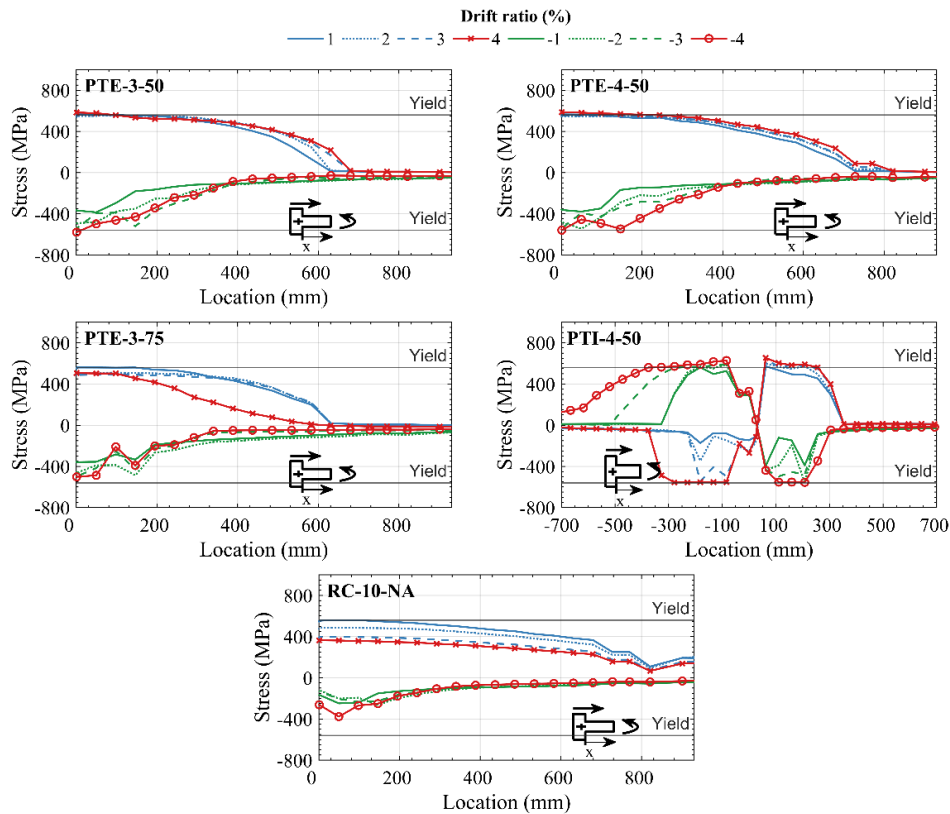 Drift ratio (%)
1 2 3 4 -1 -2 -3 -4
PTE-3-50
Yield
Yield
800
400
0
-400
-800
Stress (MPa)
0 200 400 600 800
Location (mm)
x
PTE-4-50
Yield
Yield
800
400
0
-400
-800
Stress (MPa)
0 200 400 600 800
Location (mm)
x
PTE-3-75
Yield
Yield
800
400
0
-400
-800
Stress (MPa)
0 200 400 600 800
Location (mm)
x
PTI-4-50
Yield
Yield
800
400
0
-400
-800
Stress (MPa)
-700 -500 -300 -100 100 300 500 700
Location (mm)
x
RC-10-NA
Yield
Yield
800
400
0
-400
-800
Stress (MPa)
0 200 400 600 800
Location (mm)
x